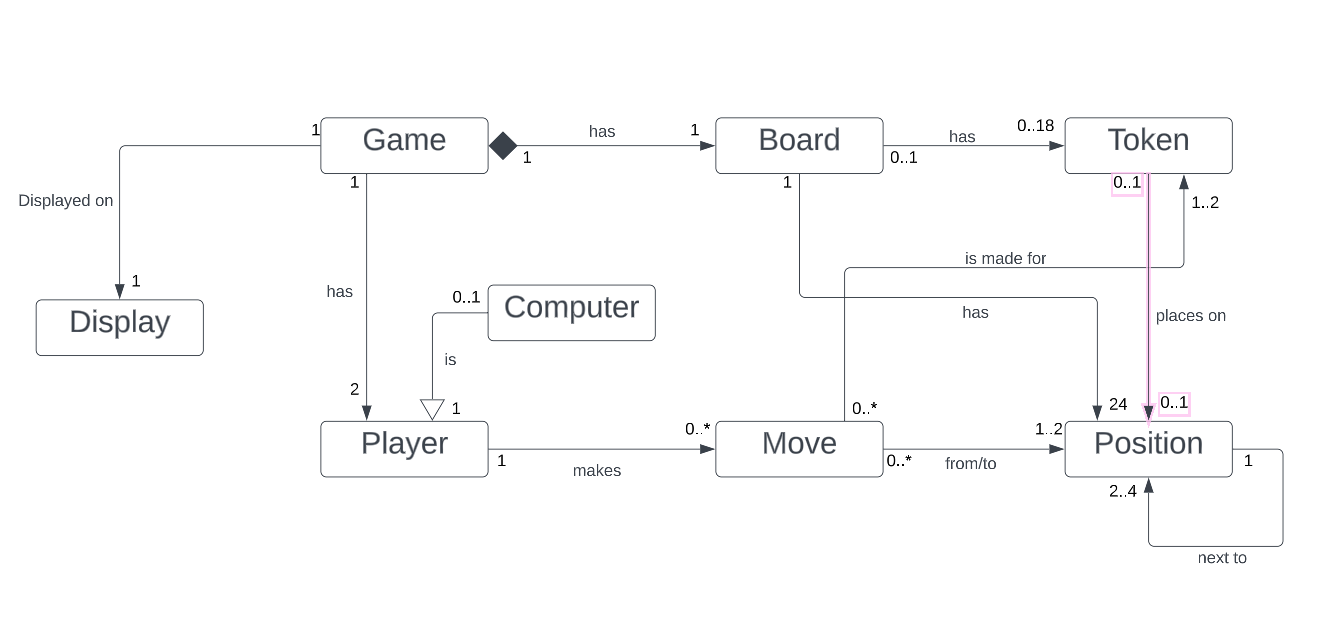 1
Game
has
1
1
Board
has
0..1
0..18
Token
1
1
0..1
1..2
Displayed on
is made for
1
has
0..1
Computer
has
places on
Display
is
2
1
0..*
24
0..1
Player
1
makes
0..*
Move
0..*
from/to
1..2
Position
1
2..4
next to